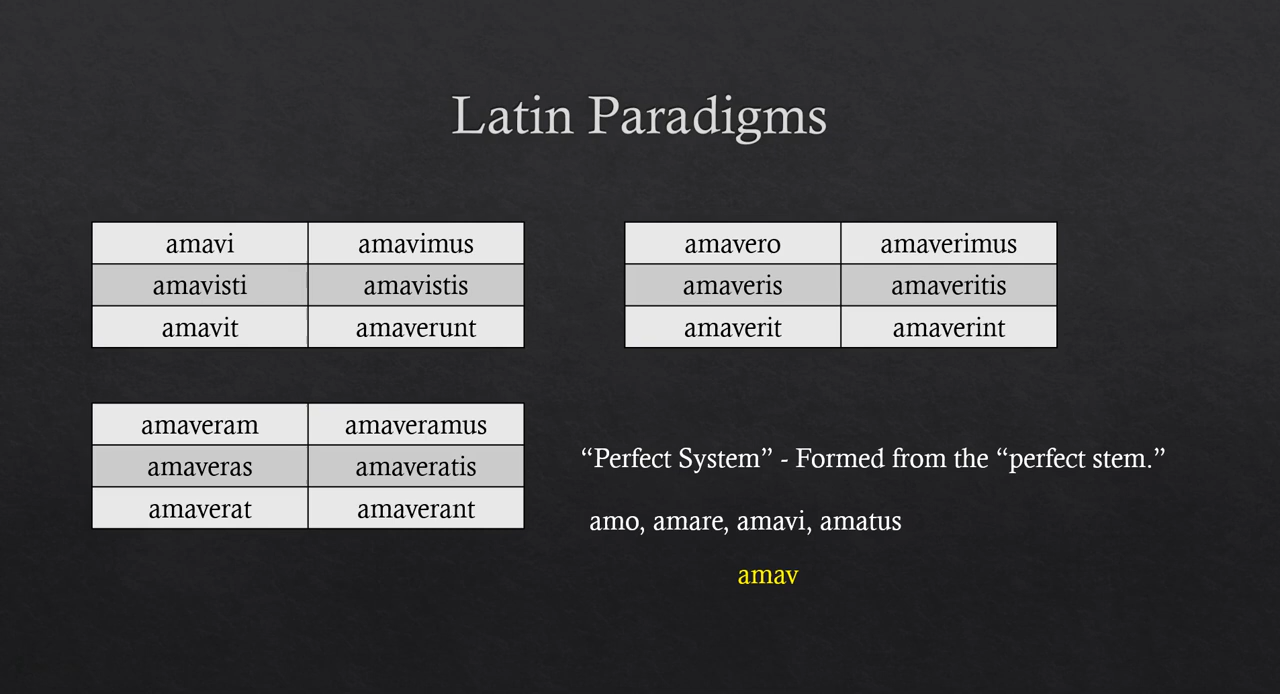 Latin Paradigms
amavi amavimus
amavisti amavistis
amavit amaverunt
amavero amaverimus
amaveris amaveritis
amaverit amaverint
amaveram amaveramus
amaveras amaveratis
amaverat amaverant
“Perfect System” - Formed from the “perfect stem.”
amo, amare, amavi, amatus
amav